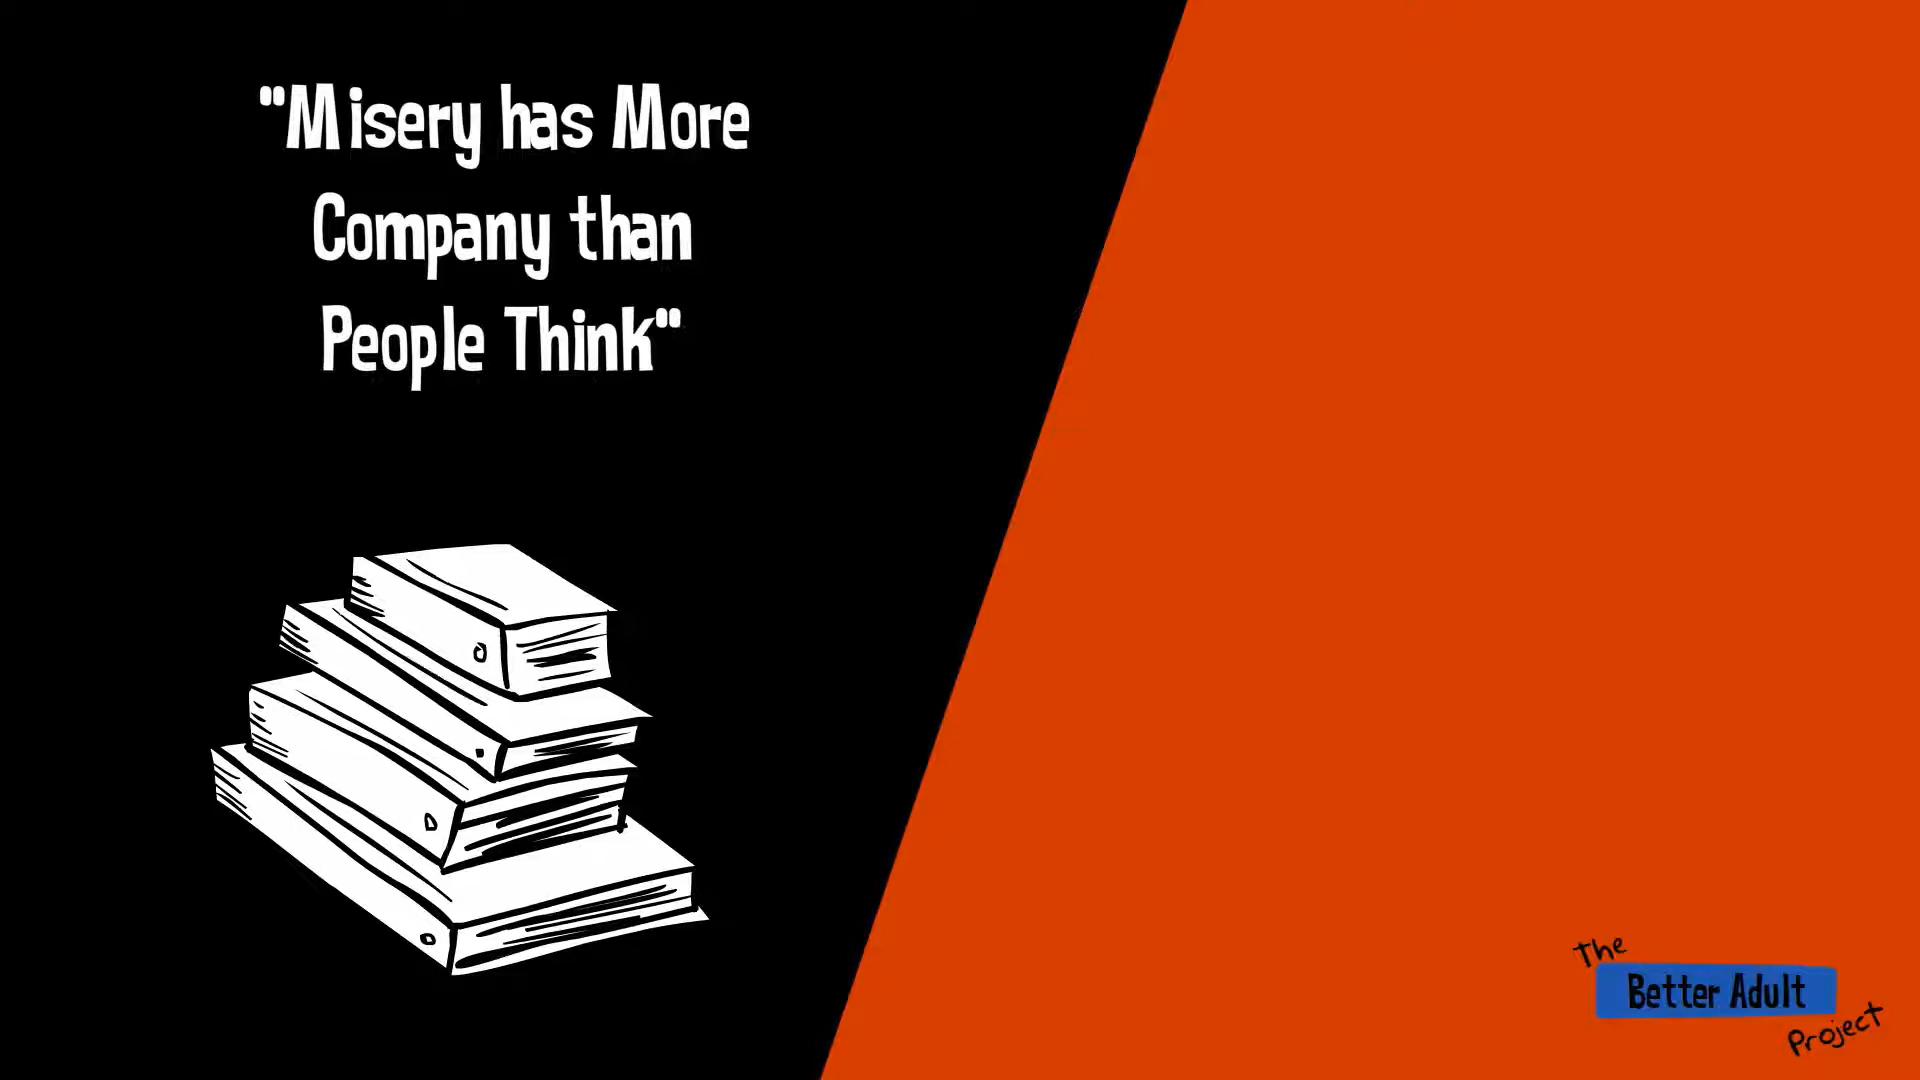 "Misery has More
Company than
People Think"
The
Better Adult
Project